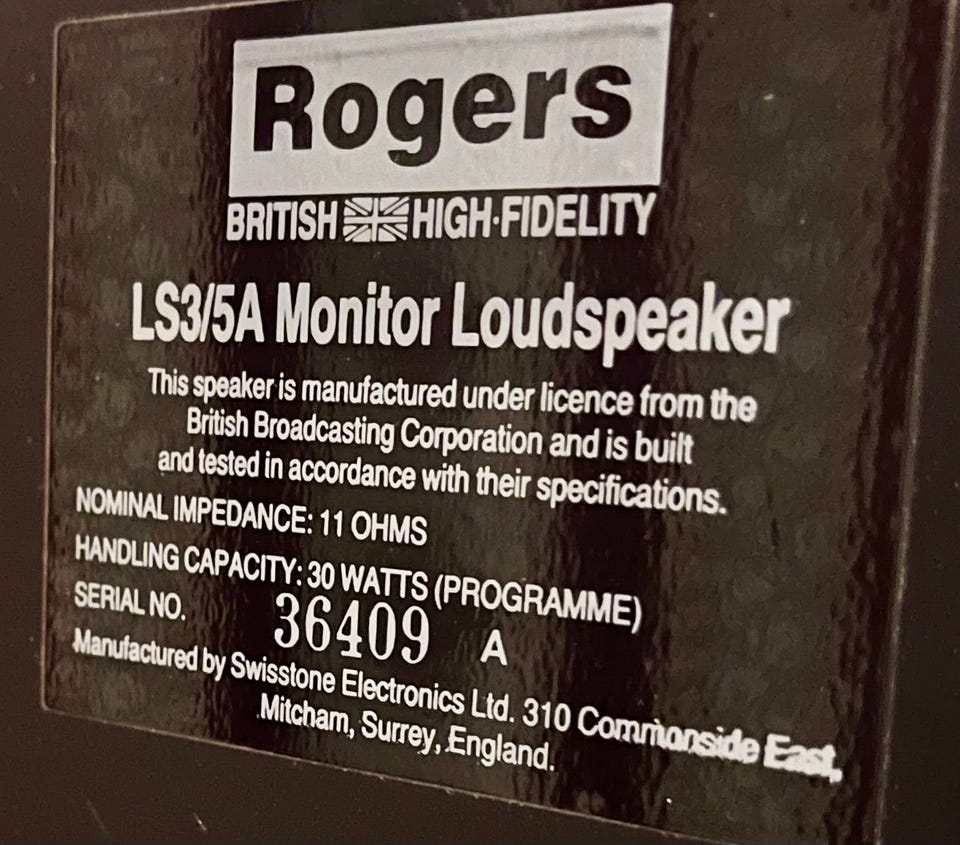 Rogers
BRITISH HIGH·FIDELITY
LS3/5A Monitor Loudspeaker
This speaker is manufactured under licence from the
British Broadcasting Corporation and is built
and tested in accordance with their specifications.
NOMINAL IMPEDANCE: 11 OHMS
HANDLING CAPACITY: 30 WATTS (PROGRAMME)
SERIAL NO. 36409 A
Manufactured by Swisstone Electronics Ltd. 310 Commonside East,
Mitcham, Surrey, England.